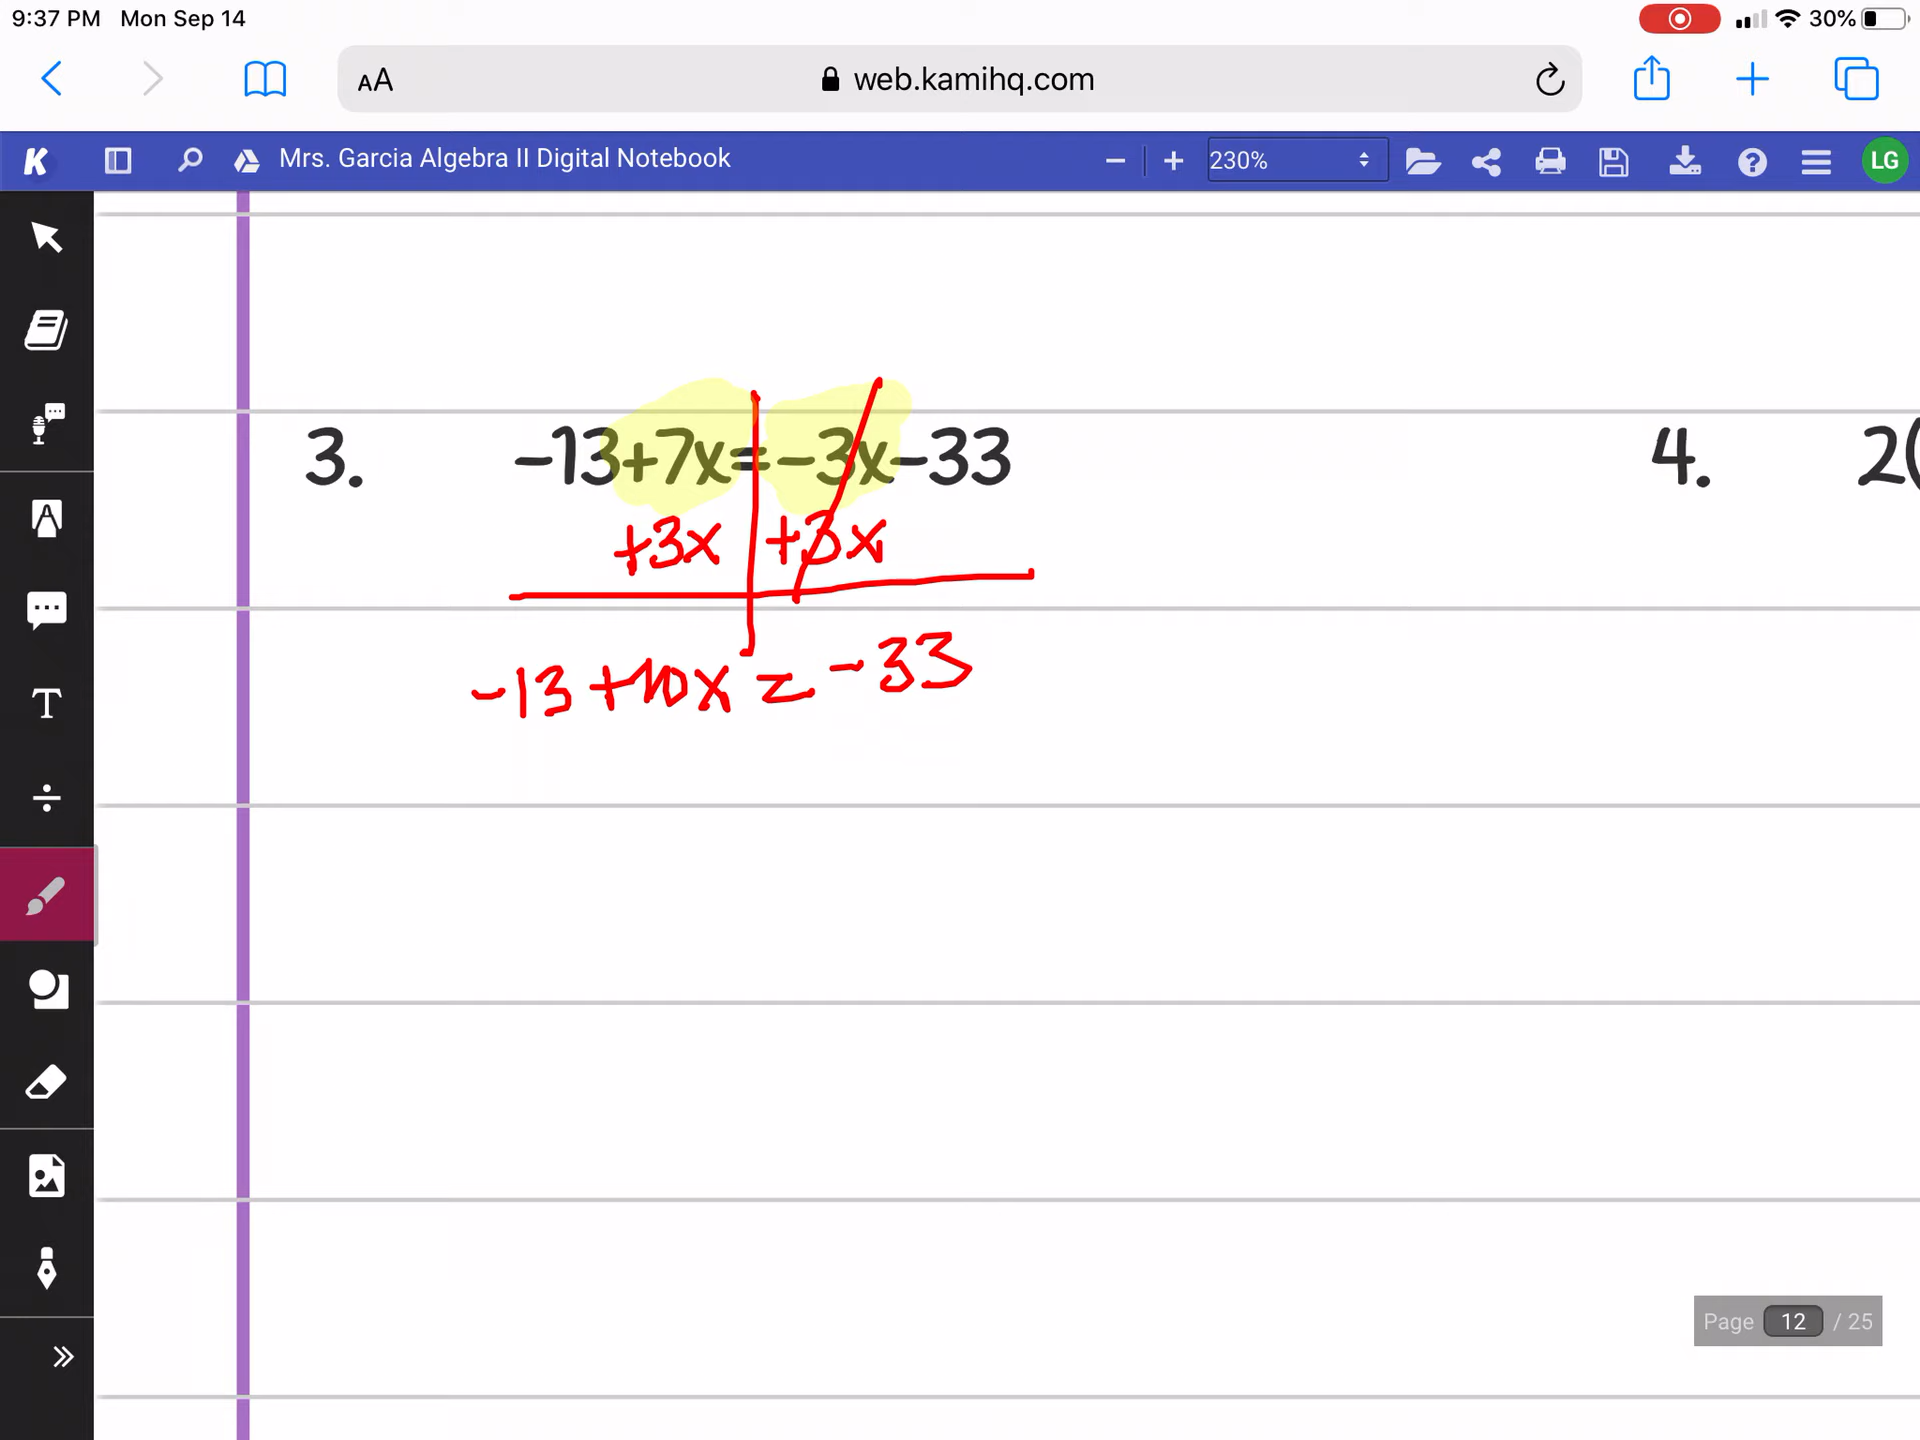 9:37 PM Mon Sep 14
30%
AA
web.kamihq.com
K
Mrs. Garcia Algebra II Digital Notebook
230%
LG
3. -13+7x=-3x-33
4. 2(
+3x +3x
-13+10x=-33
T
Page 12 / 25